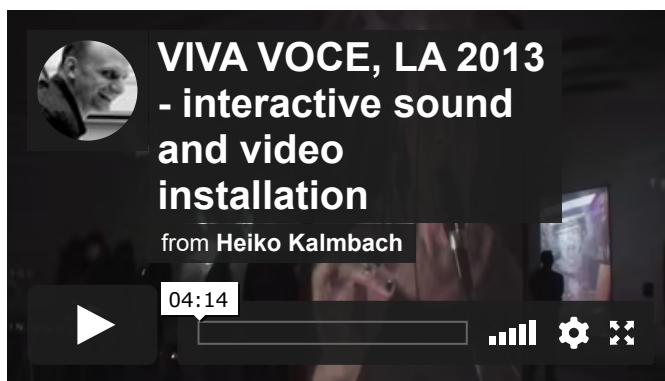 VIVA VOCE, LA 2013
- interactive sound
and video
installation
from Heiko Kalmbach
04:14